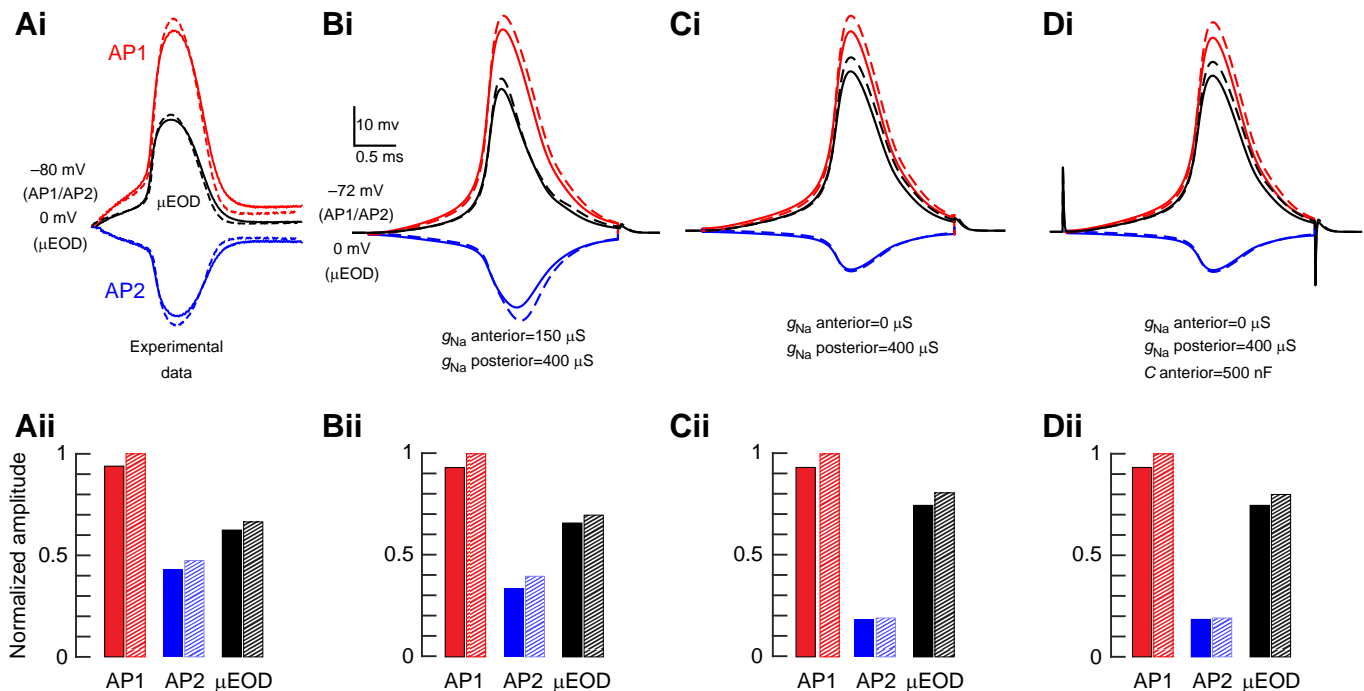 Ai
AP1
–80 mV
(AP1/AP2)
0 mV
(μEOD)
μEOD
AP2
Experimental
data
Bi
10 mv
0.5 ms
–72 mV
(AP1/AP2)
0 mV
(μEOD)
gNa anterior=150 μS
gNa posterior=400 μS
Ci
gNa anterior=0 μS
gNa posterior=400 μS
Di
gNa anterior=0 μS
gNa posterior=400 μS
C anterior=500 nF
Aii
Normalized amplitude
1
0.5
0
AP1 AP2 μEOD
Bii
1
0.5
0
AP1 AP2 μEOD
Cii
1
0.5
0
AP1 AP2 μEOD
Dii
1
0.5
0
AP1 AP2 μEOD